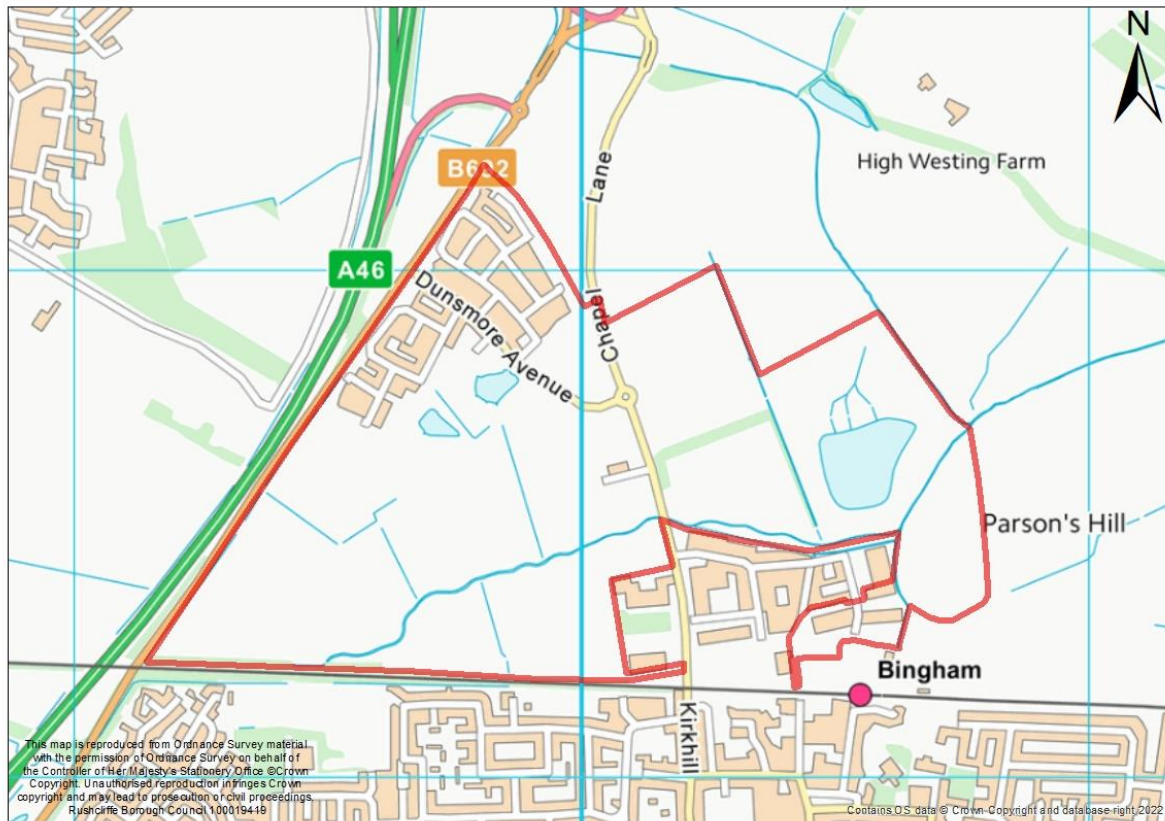 N
High Westing Farm
Lane
A46
Dunsmore Avenue
Chapel
Parson's Hill
Bingham
Kirkhill
This map is reproduced from Ordnance Survey material
with the permission of Ordnance Survey on behalf of
the Controller of Her Majesty's Stationery Office ©Crown
Copyright. Unauthorised reproduction infringes Crown
copyright and may lead to prosecution or civil proceedings.
Rushcliffe Borough Council 100019419
Contains OS data © Crown Copyright and database right 2022